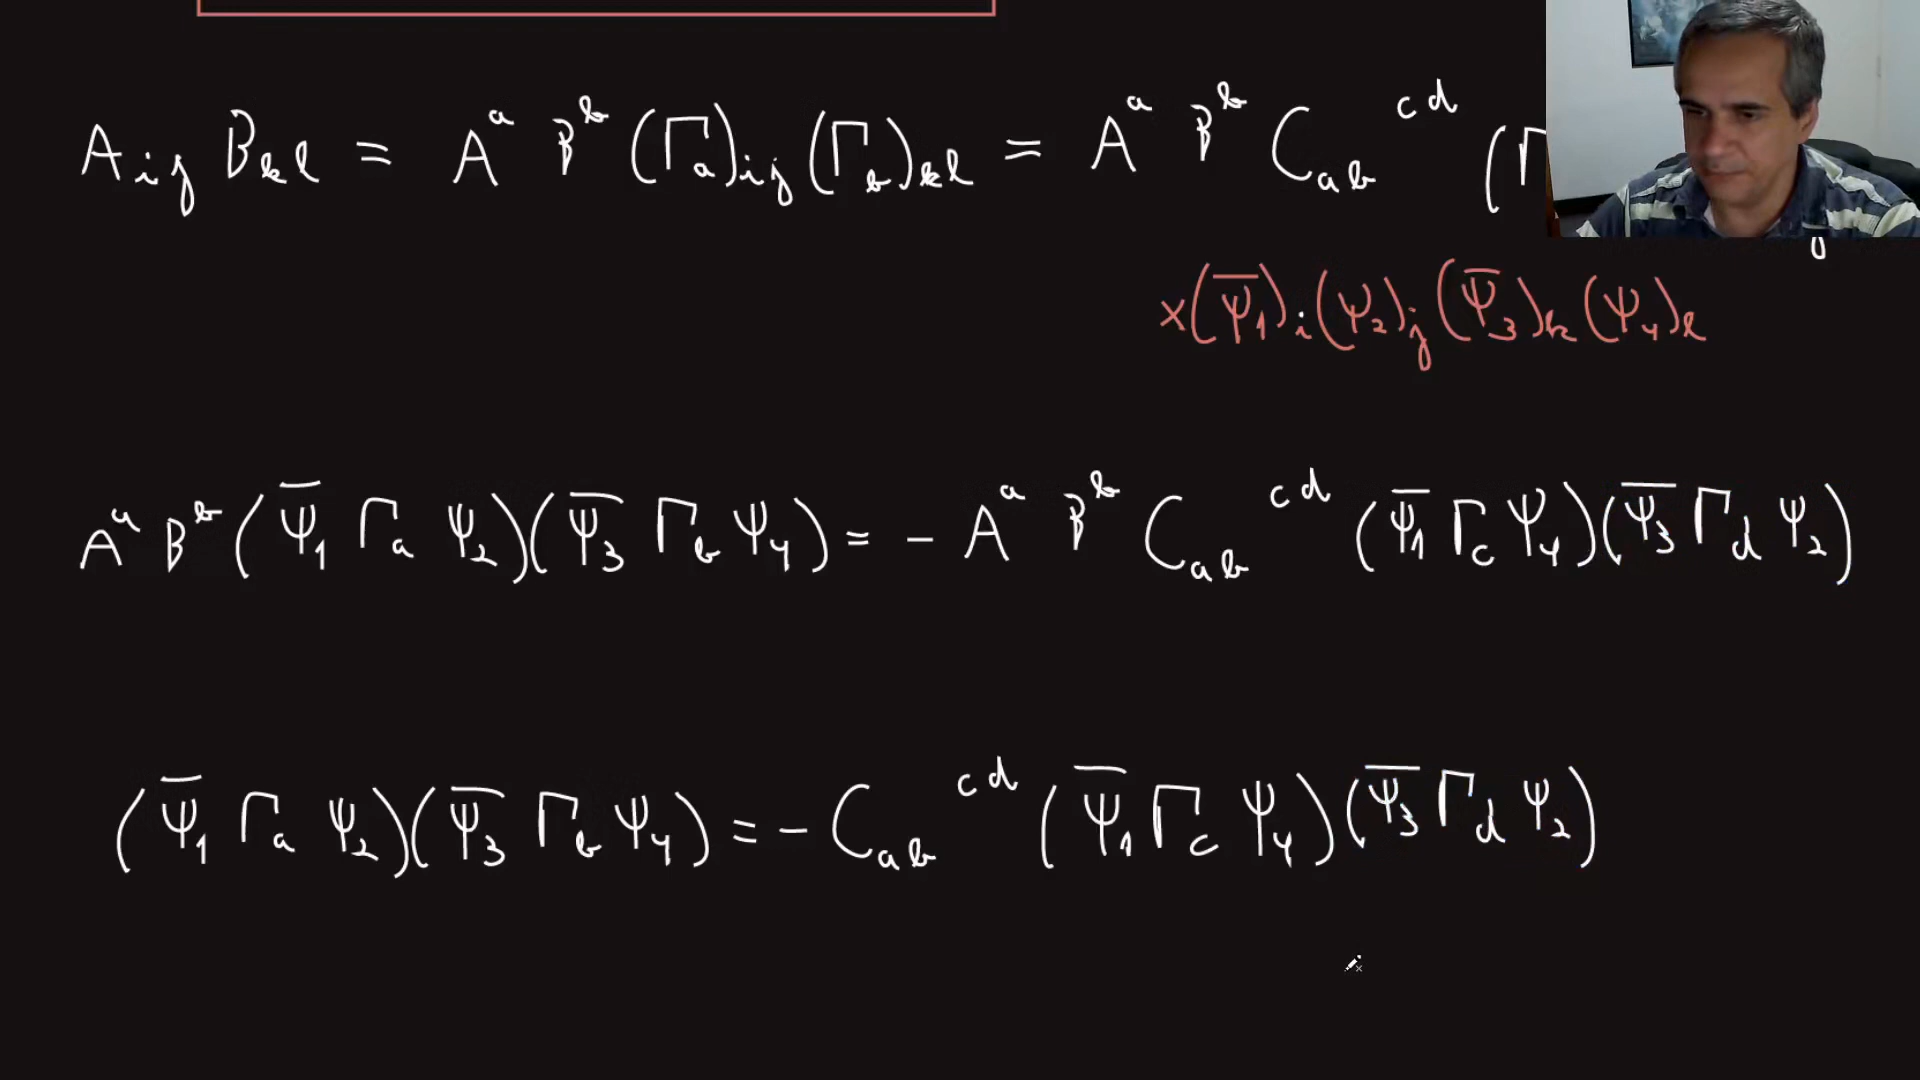 A_{ij} B_{kl} = A^a B^b (Γ_a)_{ij} (Γ_b)_{kl} = A^a B^b C_{ab}^{cd} (Γ
×(Ψ̅_1)_i (Ψ_2)_j (Ψ̅_3)_k (Ψ_4)_l
A^a B^b (Ψ̅_1 Γ_a Ψ_2)(Ψ̅_3 Γ_b Ψ_4) = - A^a B^b C_{ab}^{cd} (Ψ̅_1 Γ_c Ψ_4)(Ψ̅_3 Γ_d Ψ_2)
(Ψ̅_1 Γ_a Ψ_2)(Ψ̅_3 Γ_b Ψ_4) = - C_{ab}^{cd} (Ψ̅_1 Γ_c Ψ_4)(Ψ̅_3 Γ_d Ψ_2)